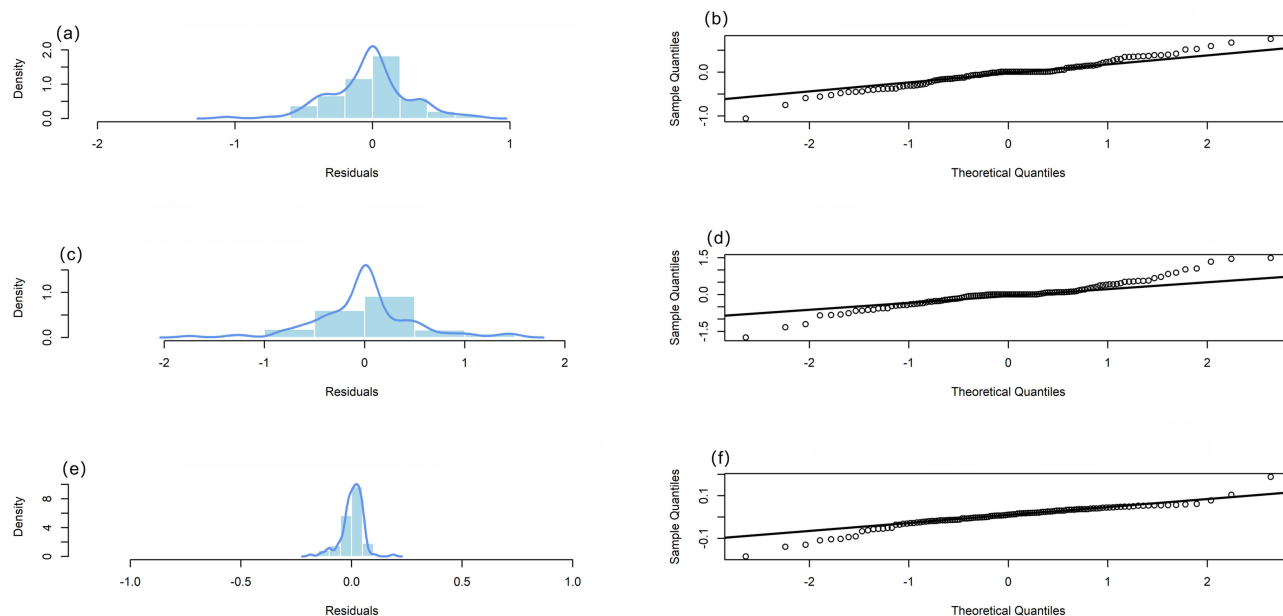 (a)
Density
0.0 1.0 2.0
-2 -1 0 1
Residuals
(b)
Sample Quantiles
-1.0 0.0
-2 -1 0 1 2
Theoretical Quantiles
(c)
Density
0.0 1.0
-2 -1 0 1 2
Residuals
(d)
Sample Quantiles
-1.5 0.0 1.5
-2 -1 0 1 2
Theoretical Quantiles
(e)
Density
0 4 8
-1.0 -0.5 0.0 0.5 1.0
Residuals
(f)
Sample Quantiles
-0.1 0.1
-2 -1 0 1 2
Theoretical Quantiles